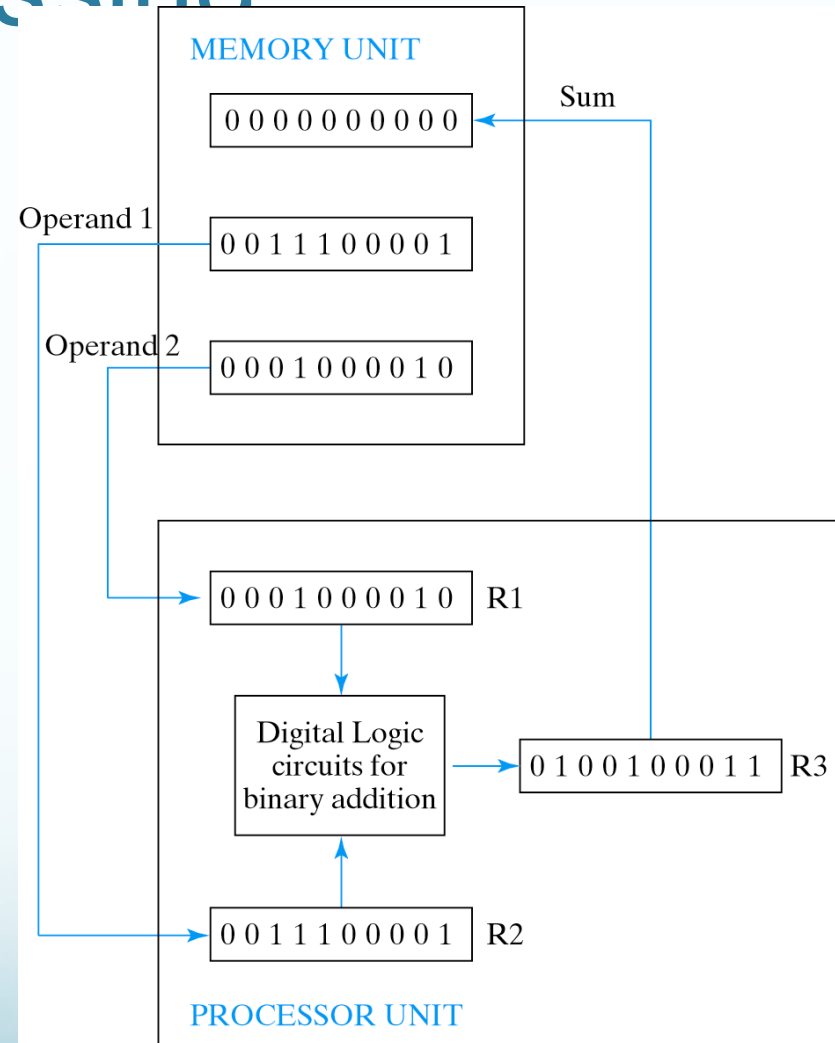 MEMORY UNIT
Sum
0 0 0 0 0 0 0 0 0 0
Operand 1
0 0 1 1 1 0 0 0 0 1
Operand 2
0 0 0 1 0 0 0 0 1 0
0 0 0 1 0 0 0 0 1 0 R1
Digital Logic
circuits for
binary addition
0 1 0 0 1 0 0 0 1 1 R3
0 0 1 1 1 0 0 0 0 1 R2
PROCESSOR UNIT